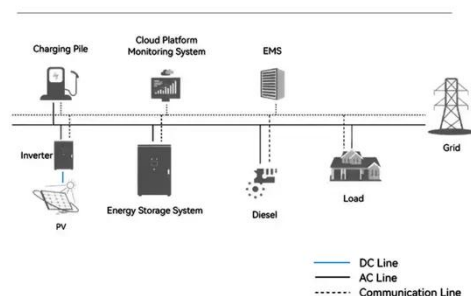 Charging Pile
Cloud Platform
Monitoring System
EMS
Grid
Inverter
PV
Energy Storage System
Diesel
Load
DC Line
AC Line
Communication Line